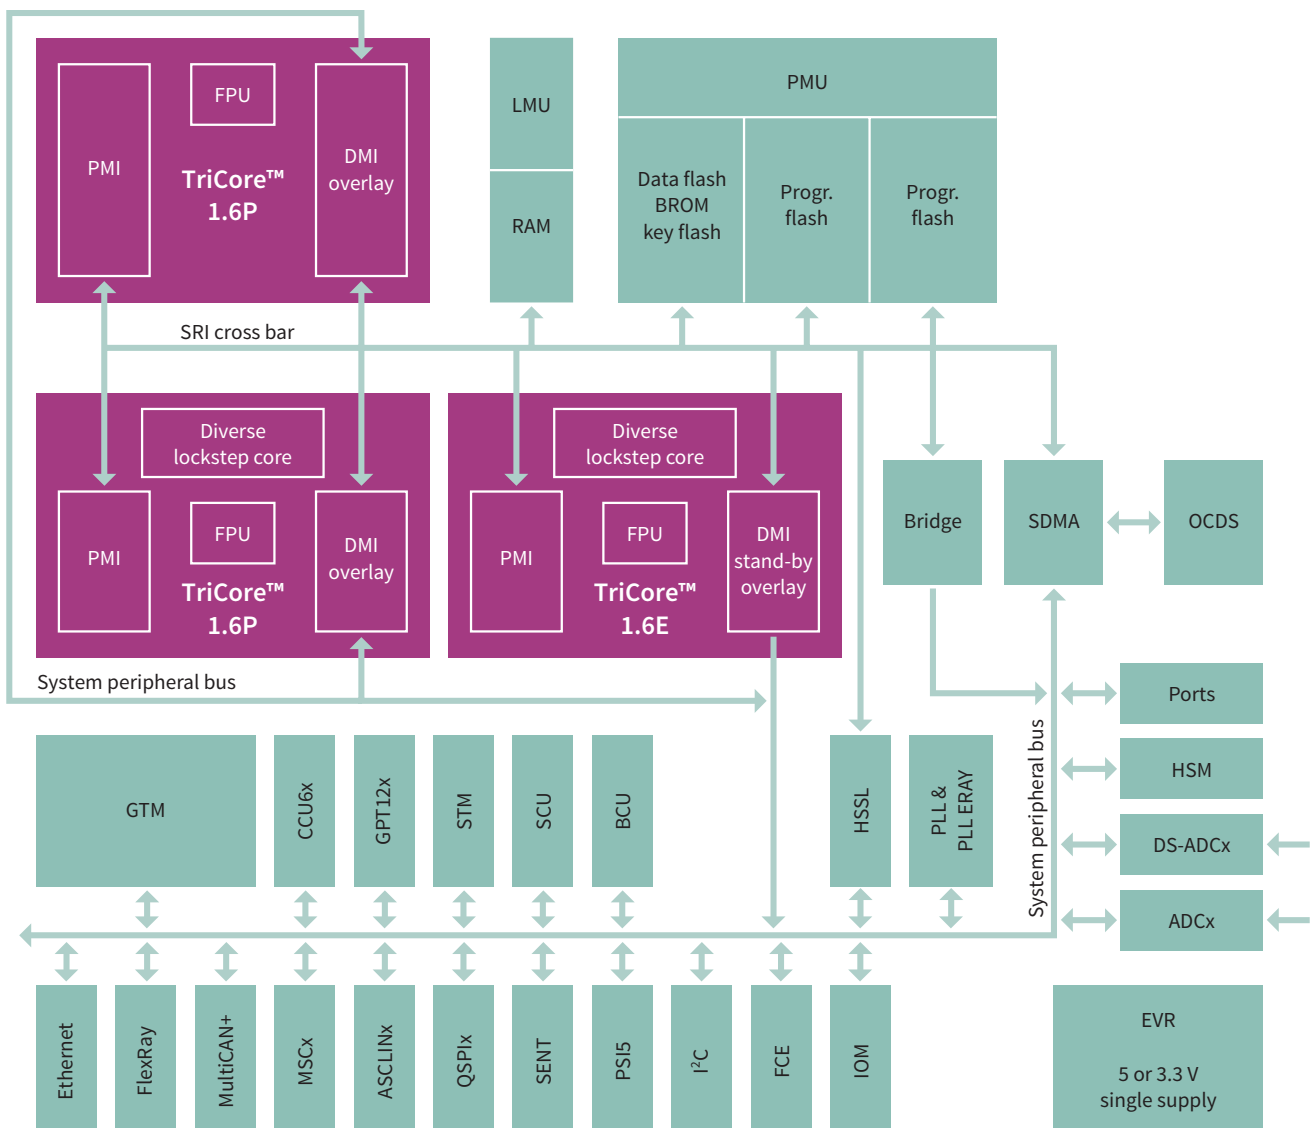 PMI
FPU
TriCore™
1.6P
DMI
overlay
LMU
RAM
PMU
Data flash
BROM
key flash
Progr.
flash
Progr.
flash
SRI cross bar
Diverse
lockstep core
PMI
FPU
TriCore™
1.6P
DMI
overlay
Diverse
lockstep core
PMI
FPU
TriCore™
1.6E
DMI
stand-by
overlay
Bridge
SDMA
OCDS
System peripheral bus
System peripheral bus
Ports
HSM
DS-ADCx
ADCx
GTM
CCU6x
GPT12x
STM
SCU
BCU
HSSL
PLL &
PLL ERAY
Ethernet
FlexRay
MultiCAN+
MSCx
ASCLINx
QSPIx
SENT
PSI5
I²C
FCE
IOM
EVR
5 or 3.3 V
single supply